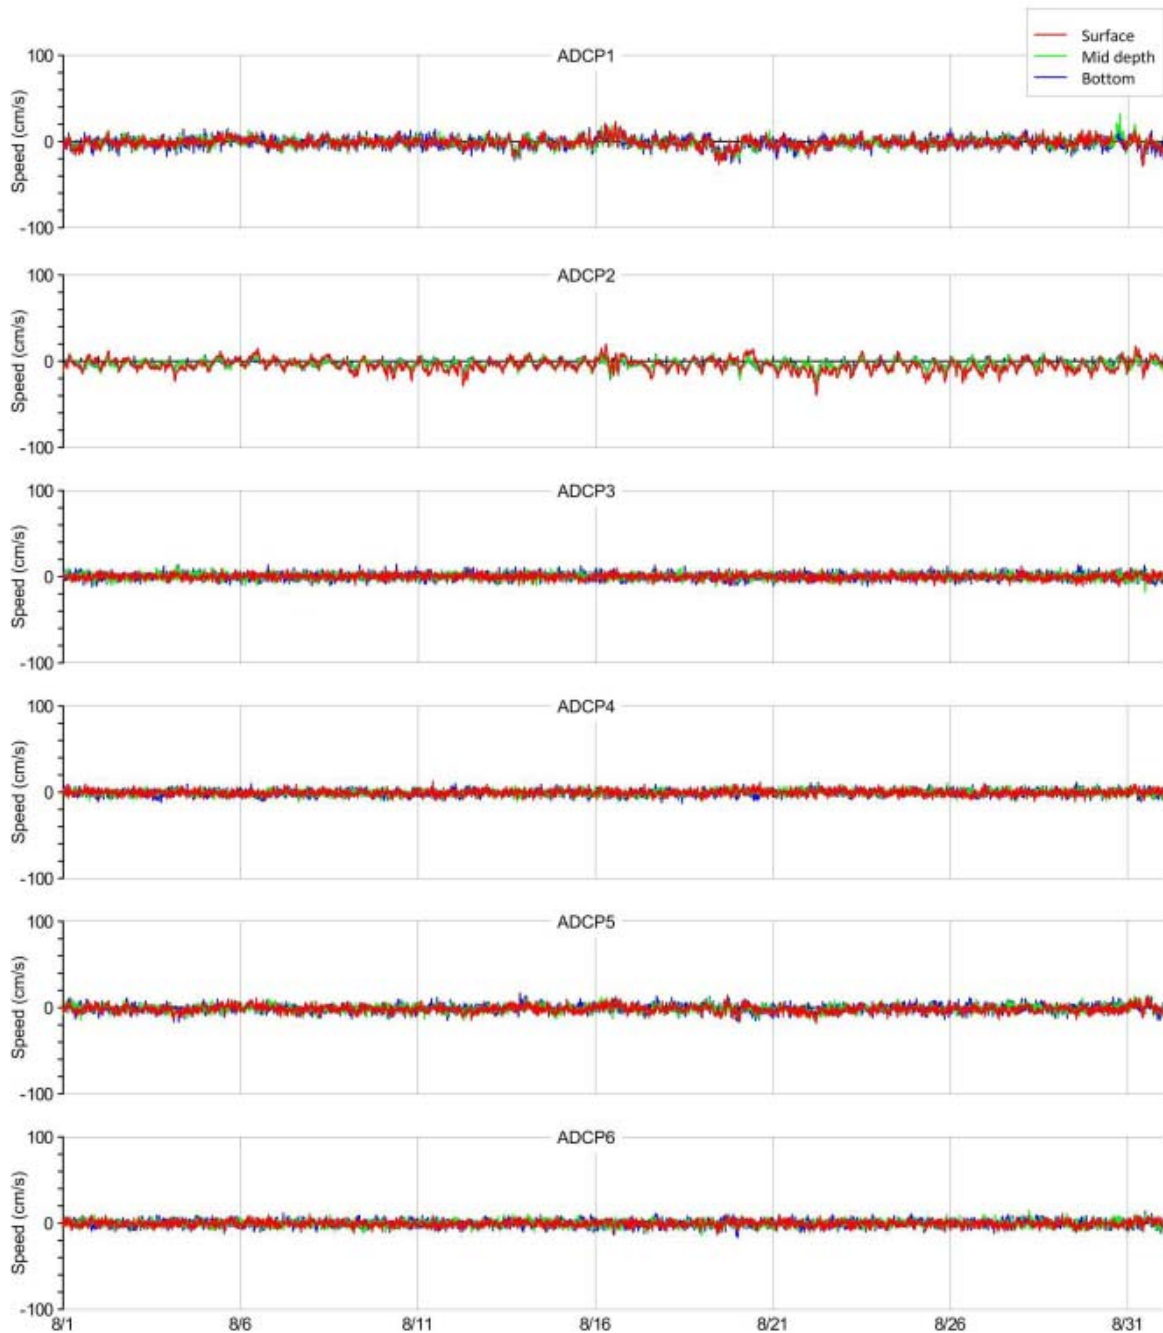 Surface
Mid depth
Bottom
ADCP1
100
0
-100
Speed (cm/s)
ADCP2
100
0
-100
Speed (cm/s)
ADCP3
100
0
-100
Speed (cm/s)
ADCP4
100
0
-100
Speed (cm/s)
ADCP5
100
0
-100
Speed (cm/s)
ADCP6
100
0
-100
Speed (cm/s)
8/1 8/6 8/11 8/16 8/21 8/26 8/31